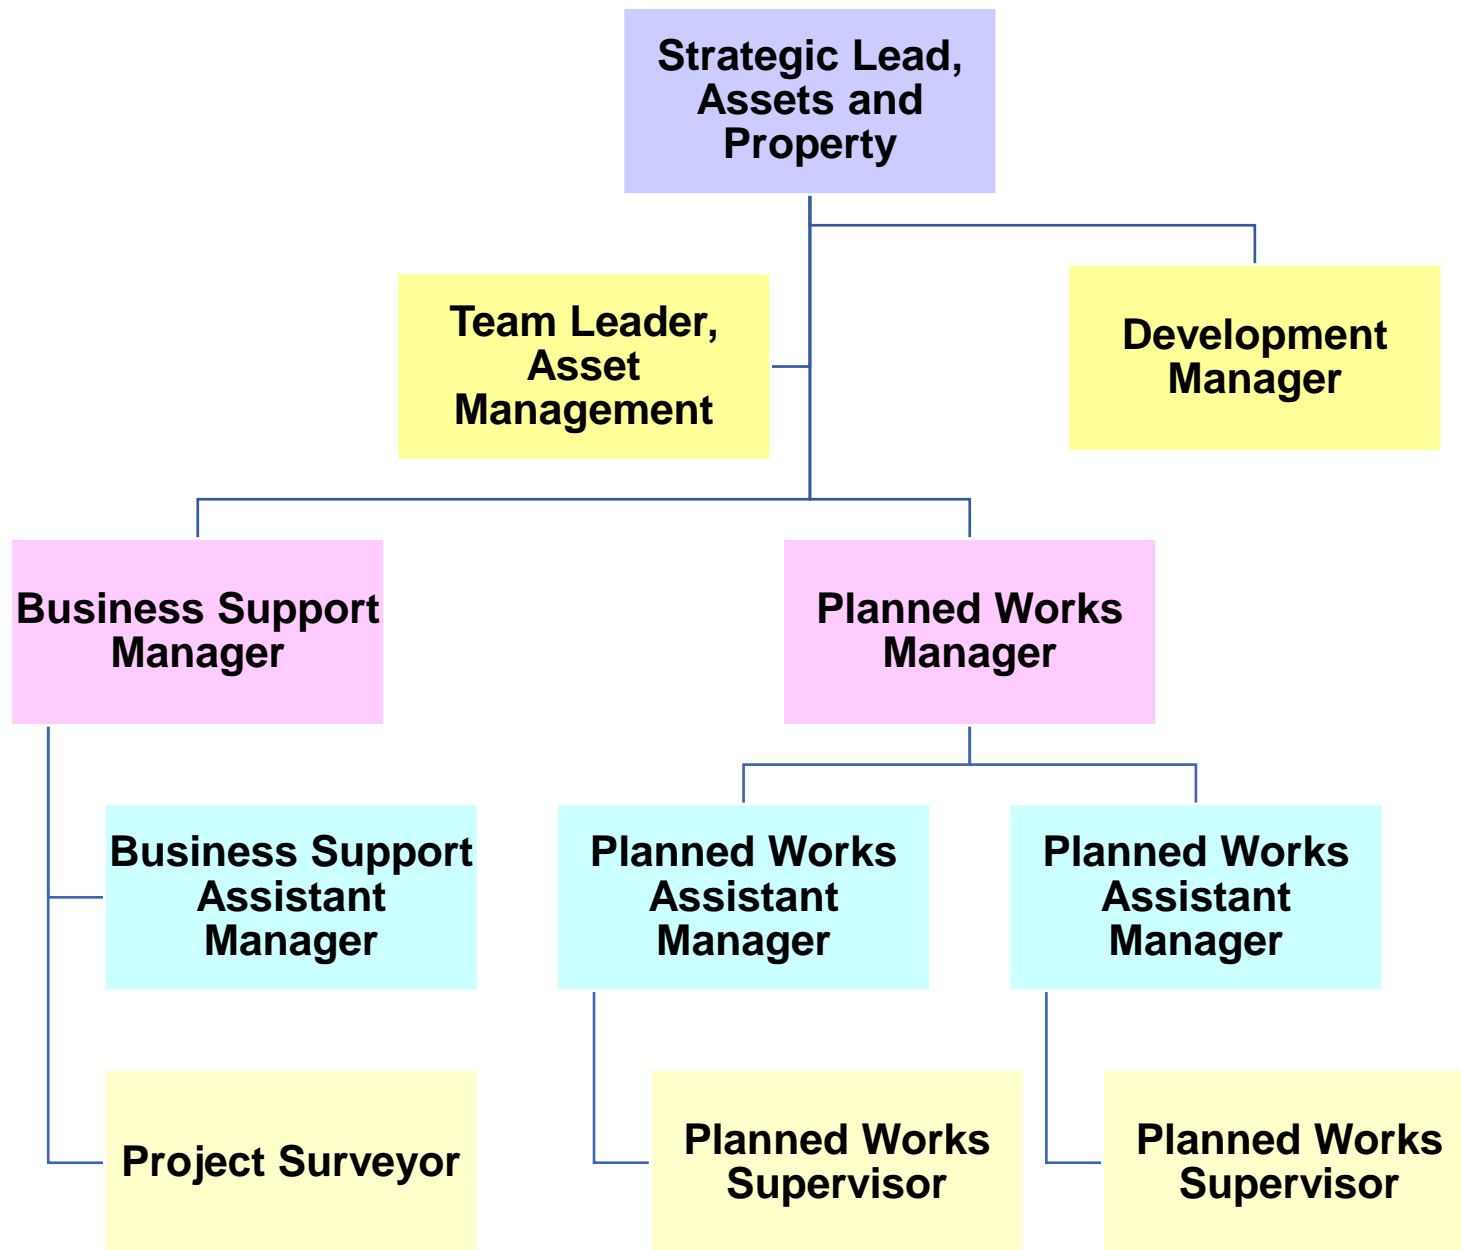 Strategic Lead,
Assets and
Property
Team Leader,
Asset
Management
Development
Manager
Business Support
Manager
Planned Works
Manager
Business Support
Assistant
Manager
Planned Works
Assistant
Manager
Planned Works
Assistant
Manager
Project Surveyor
Planned Works
Supervisor
Planned Works
Supervisor